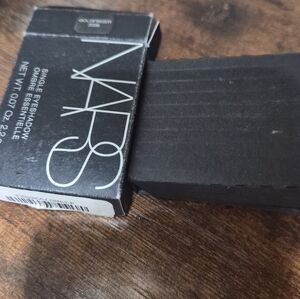 NARS
SINGLE EYESHADOW
OMBRE ESSENTIELLE
NET WT. 0.07 Oz. 2.2